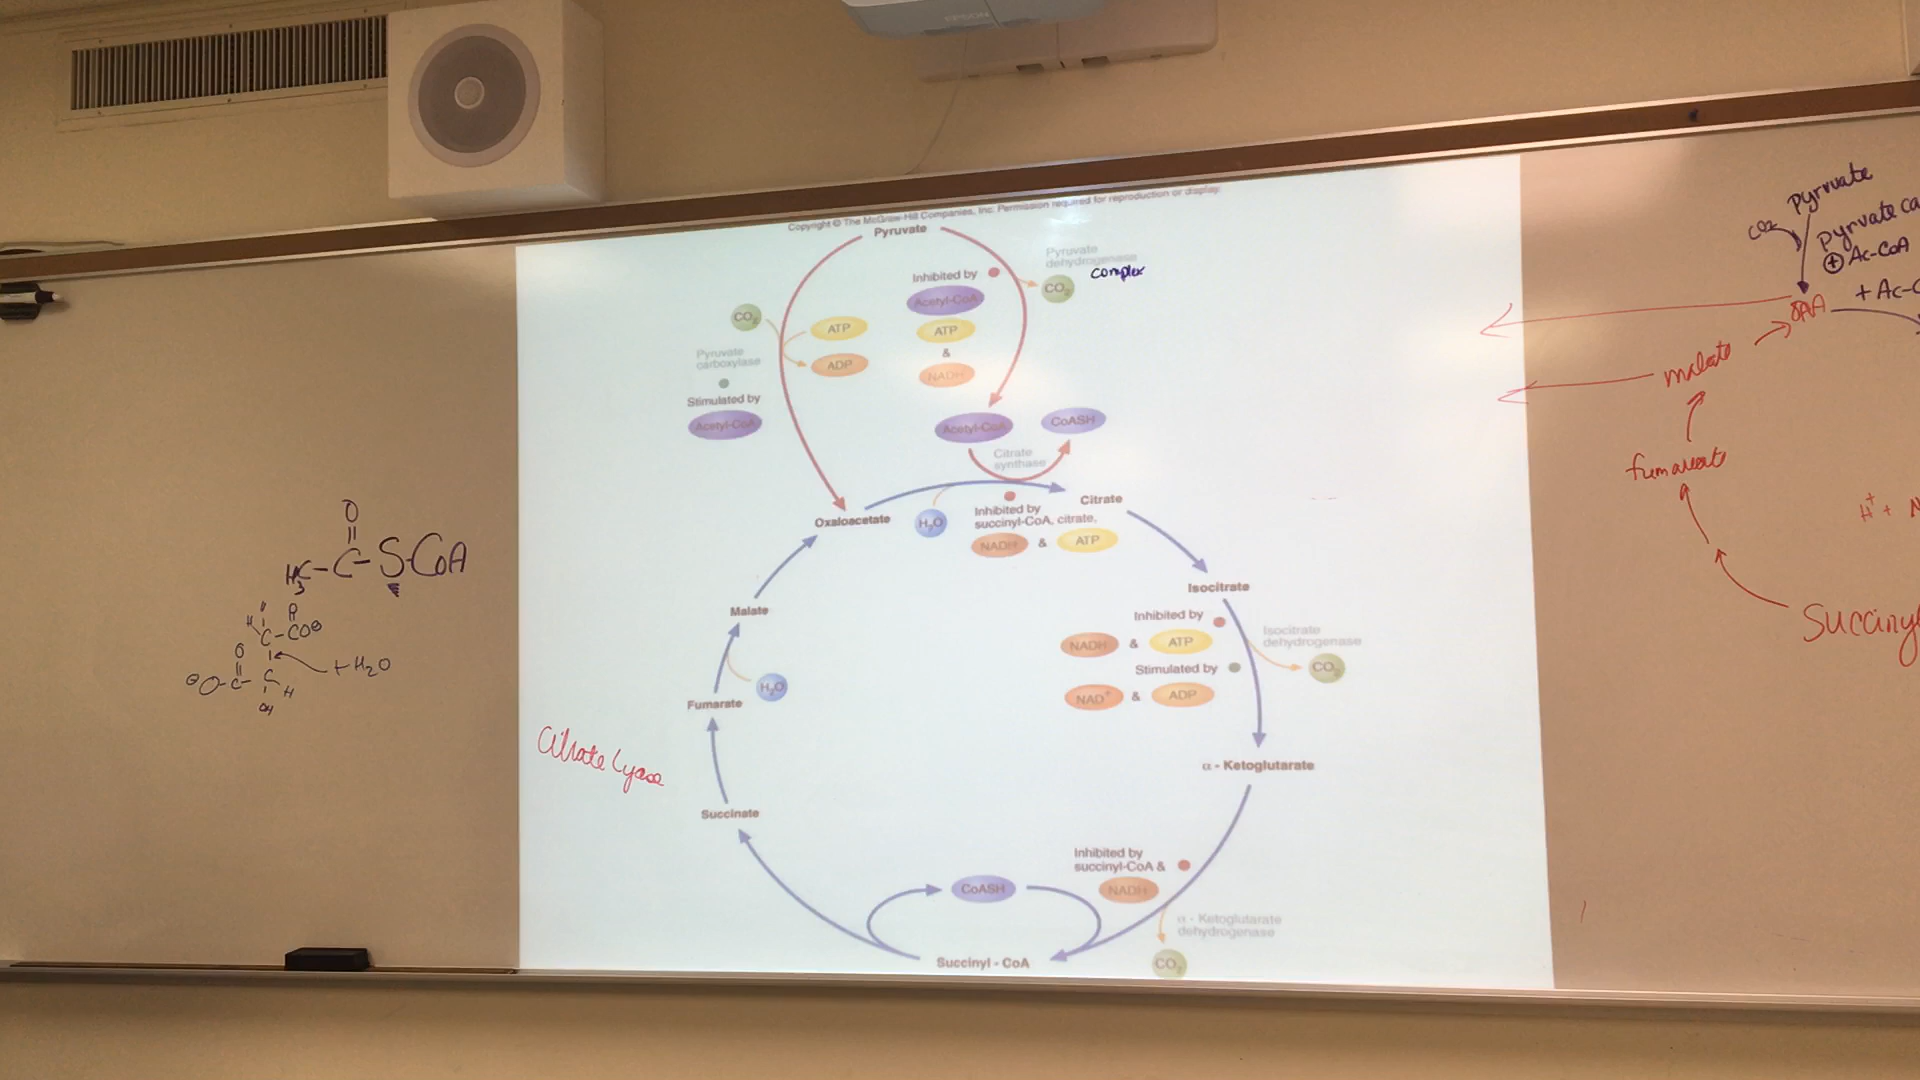 EPSON
Copyright © The McGraw-Hill Companies, Inc. Permission required for reproduction or display.
Pyruvate
Pyruvate
dehydrogenase
complex
CO₂
Inhibited by
Acetyl-CoA
ATP
&
NADH
CO₂
ATP
ADP
Pyruvate
carboxylase
Stimulated by
Acetyl-CoA
Acetyl-CoA
CoASH
Citrate
synthase
Oxaloacetate
H₂O
Citrate
Inhibited by
succinyl-CoA, citrate,
NADH & ATP
Isocitrate
Inhibited by
NADH & ATP
Stimulated by
NAD⁺ & ADP
Isocitrate
dehydrogenase
CO₂
α - Ketoglutarate
Inhibited by
succinyl-CoA &
NADH
α - Ketoglutarate
dehydrogenase
CO₂
Succinyl - CoA
CoASH
Succinate
Fumarate
H₂O
Malate
Citrate Lyase
O
H₃C-C-S-CoA
H
C-CO⊖
O
⊖O-C-C
H
OH
+H₂O
pyruvate
CO2
pyruvate ca
⊕ Ac-CoA
OAA
+ Ac-C
malate
fumarate
H⁺ +
Succinyl